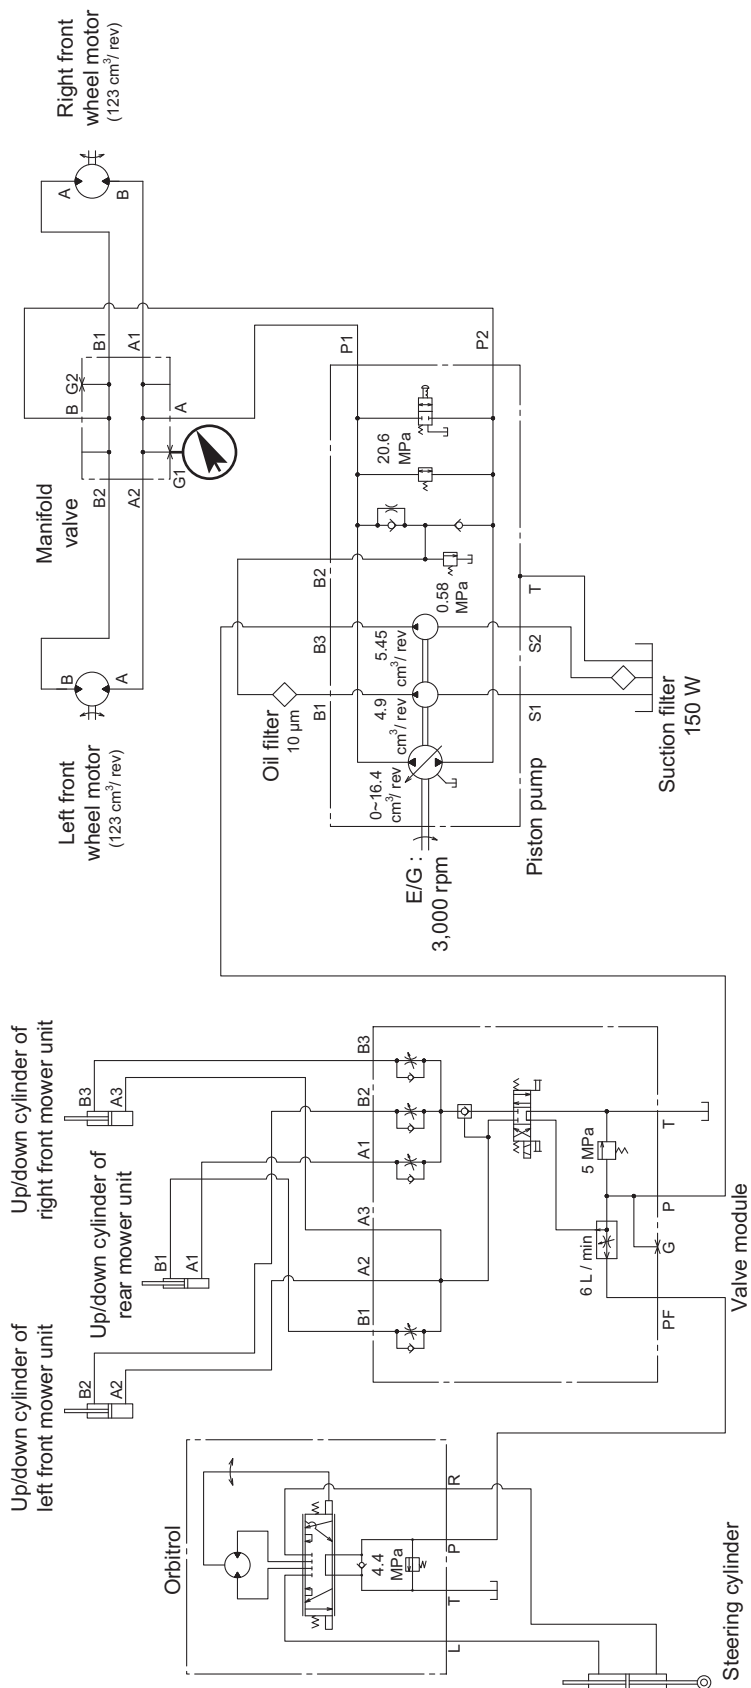 Right front
wheel motor
(123 cm³/ rev)
A
B
B1
A1
G2
B
A
Manifold
valve
B2
A2
G1
B
A
Left front
wheel motor
(123 cm³/ rev)
P1
P2
20.6
MPa
B2
0.58
MPa
T
B3
5.45
cm³/ rev
S2
Oil filter
10 µm
B1
4.9
cm³/ rev
S1
0~16.4
cm³/ rev
Suction filter
150 W
E/G :
3,000 rpm
Piston pump
Up/down cylinder of
right front mower unit
B3
A3
B3
B2
A1
A3
A2
B1
Up/down cylinder of
rear mower unit
B1
A1
5 MPa
T
P
6 L / min
G
PF
Valve module
Up/down cylinder of
left front mower unit
B2
A2
Orbitrol
R
P
4.4
MPa
T
L
Steering cylinder